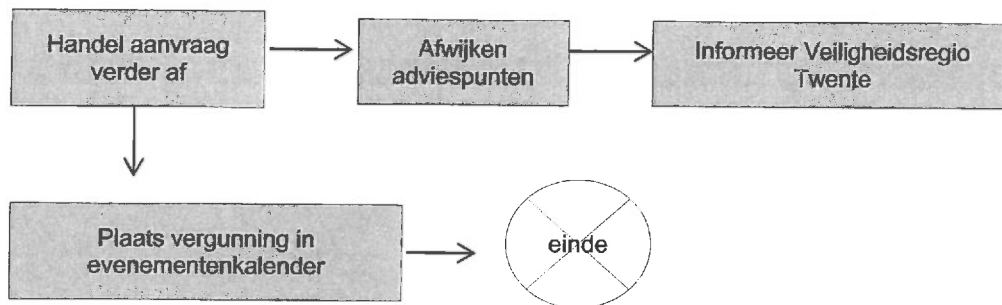 Handel aanvraag
verder af
Afwijken
adviespunten
Informeer Veiligheidsregio
Twente
Plaats vergunning in
evenementenkalender
einde